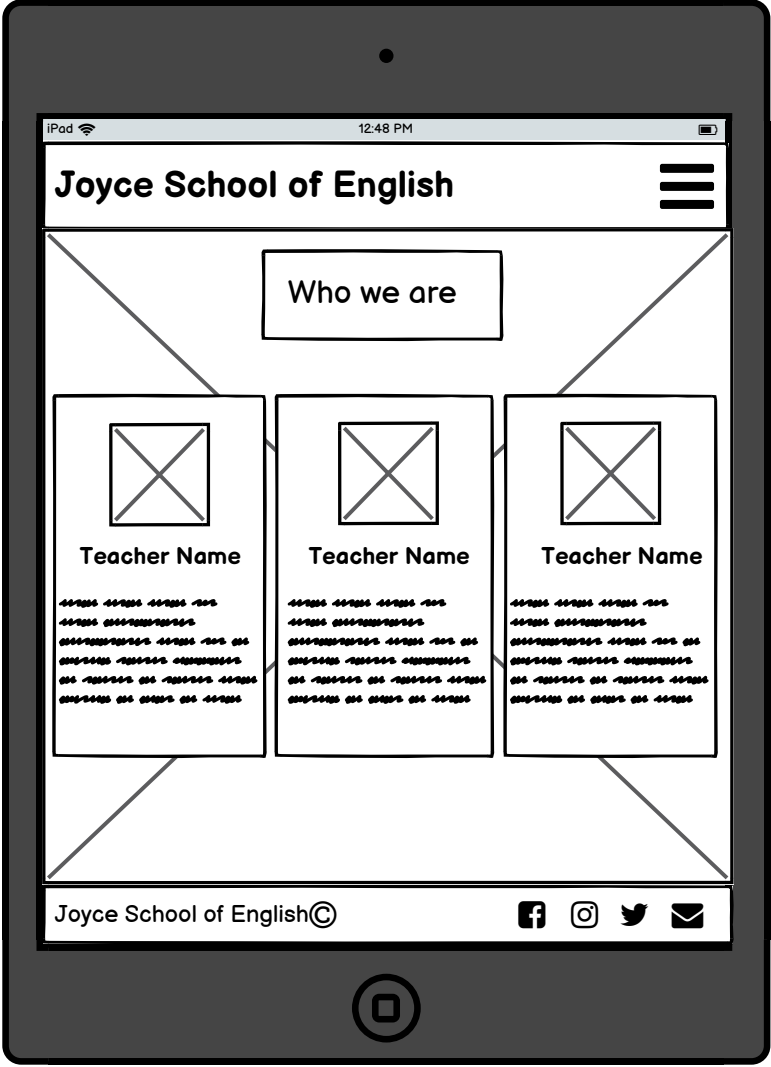 iPad 12:48 PM
Joyce School of English
Who we are
Teacher Name Teacher Name Teacher Name
Joyce School of English©